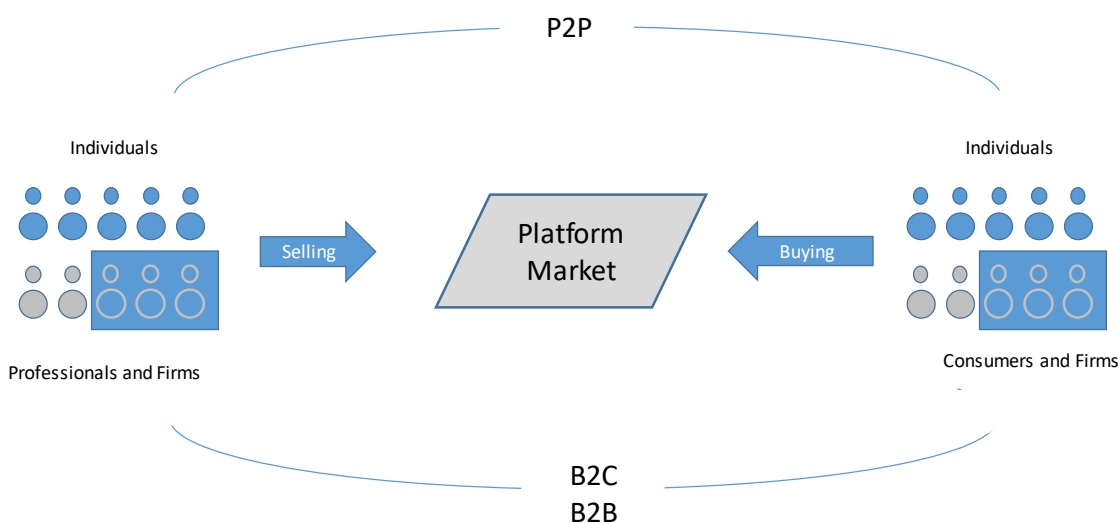 P2P
Individuals
Individuals
Selling
Platform
Market
Buying
Professionals and Firms
Consumers and Firms
B2C
B2B